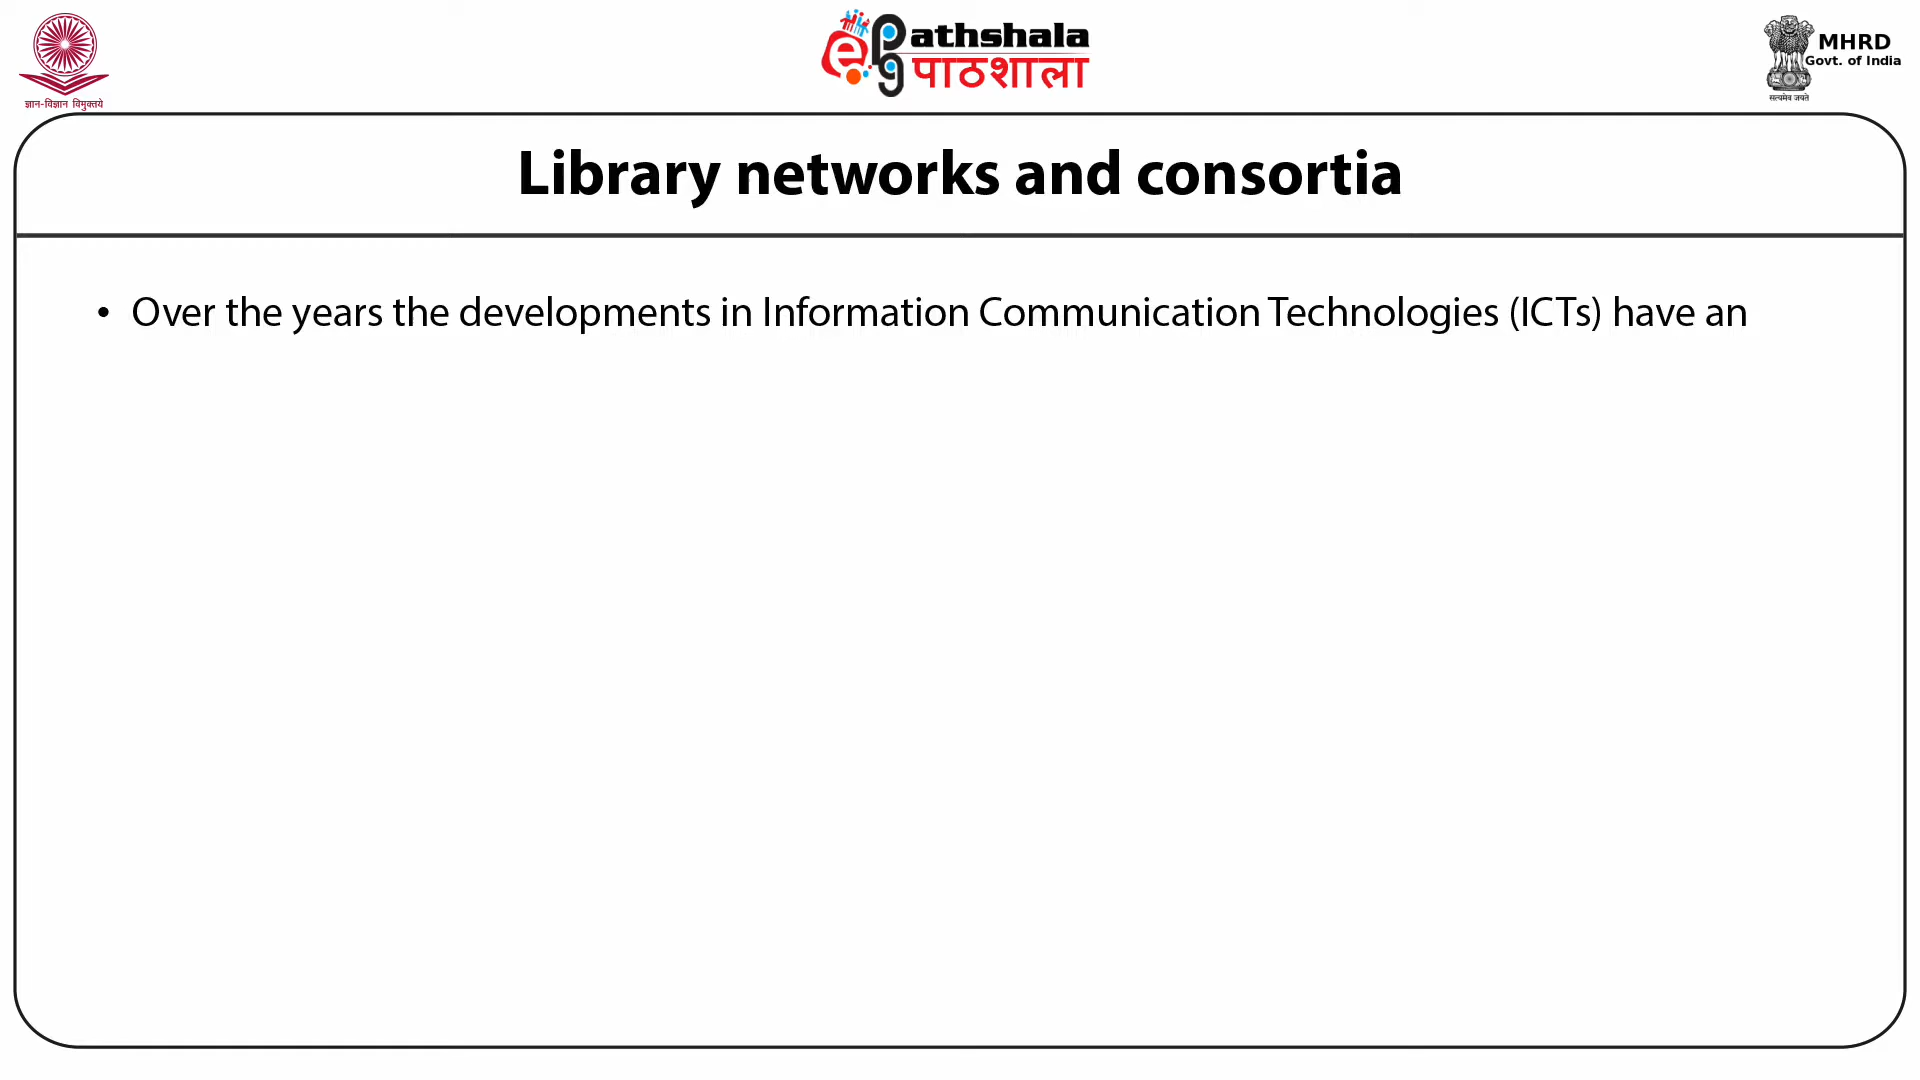 ज्ञान-विज्ञान विमुक्तये
ePG athshala
पाठशाला
MHRD
Govt. of India
सत्यमेव जयते
Library networks and consortia
• Over the years the developments in Information Communication Technologies (ICTs) have an